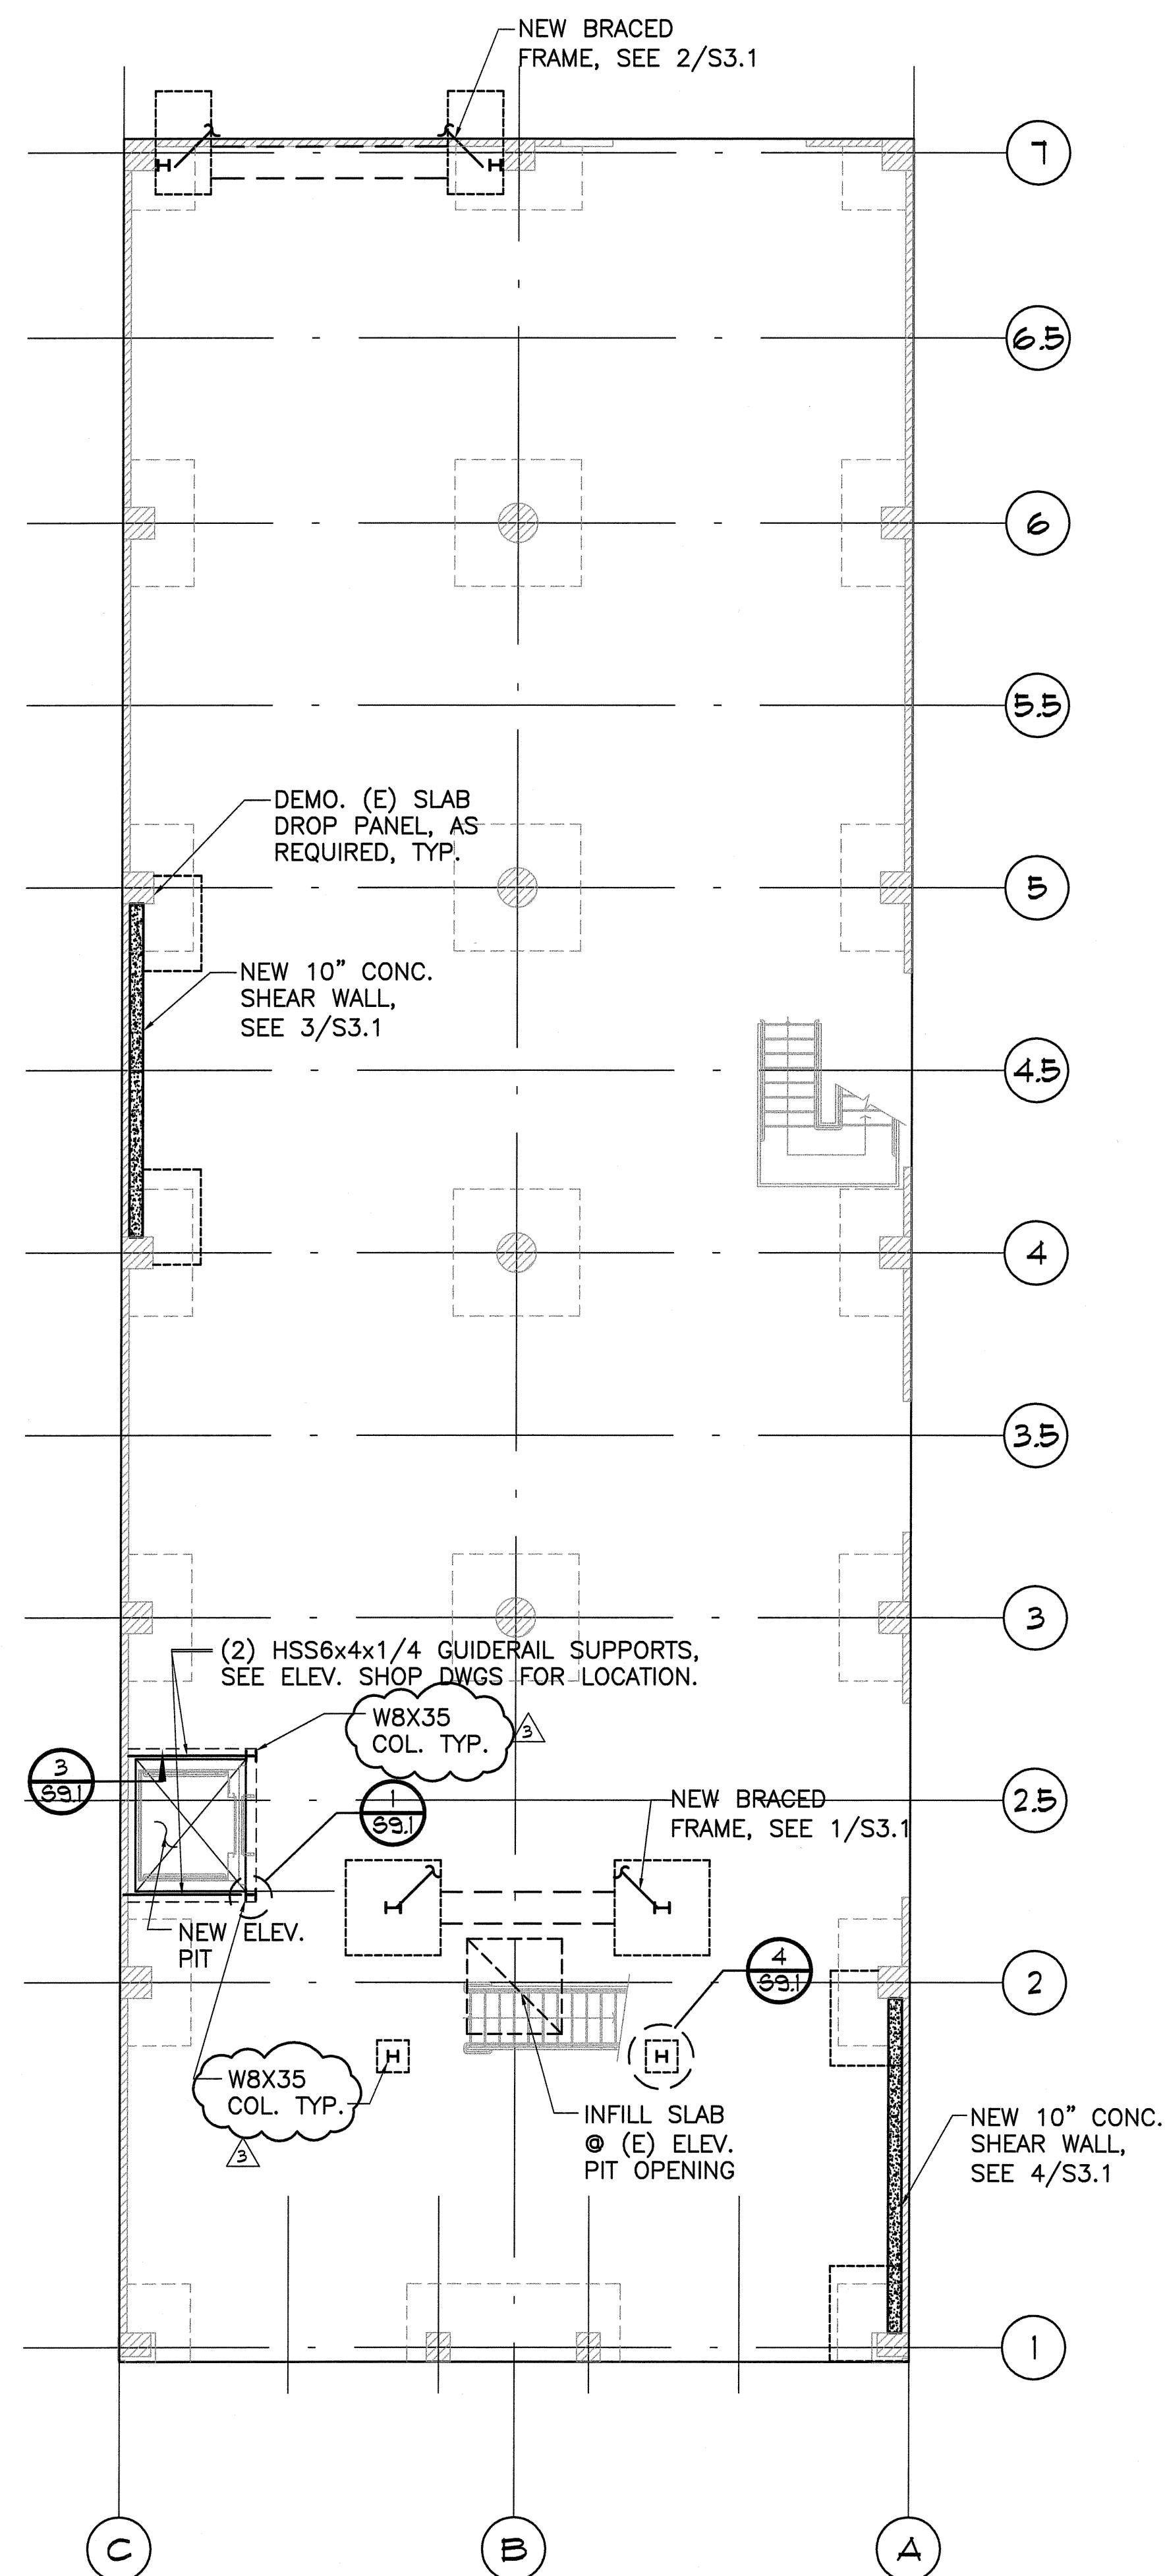 NEW BRACED
FRAME, SEE 2/S3.1
7
6.5
6
5.5
DEMO. (E) SLAB
DROP PANEL, AS
REQUIRED, TYP.
5
NEW 10" CONC.
SHEAR WALL,
SEE 3/S3.1
4.5
4
3.5
3
(2) HSS6x4x1/4 GUIDERAIL SUPPORTS,
SEE ELEV. SHOP DWGS FOR LOCATION.
W8X35
COL. TYP.
3
3
S9.1
1
S9.1
2.5
NEW BRACED
FRAME, SEE 1/S3.1
NEW ELEV.
PIT
4
S9.1
2
W8X35
COL. TYP.
3
INFILL SLAB
@ (E) ELEV.
PIT OPENING
NEW 10" CONC.
SHEAR WALL,
SEE 4/S3.1
1
C
B
A